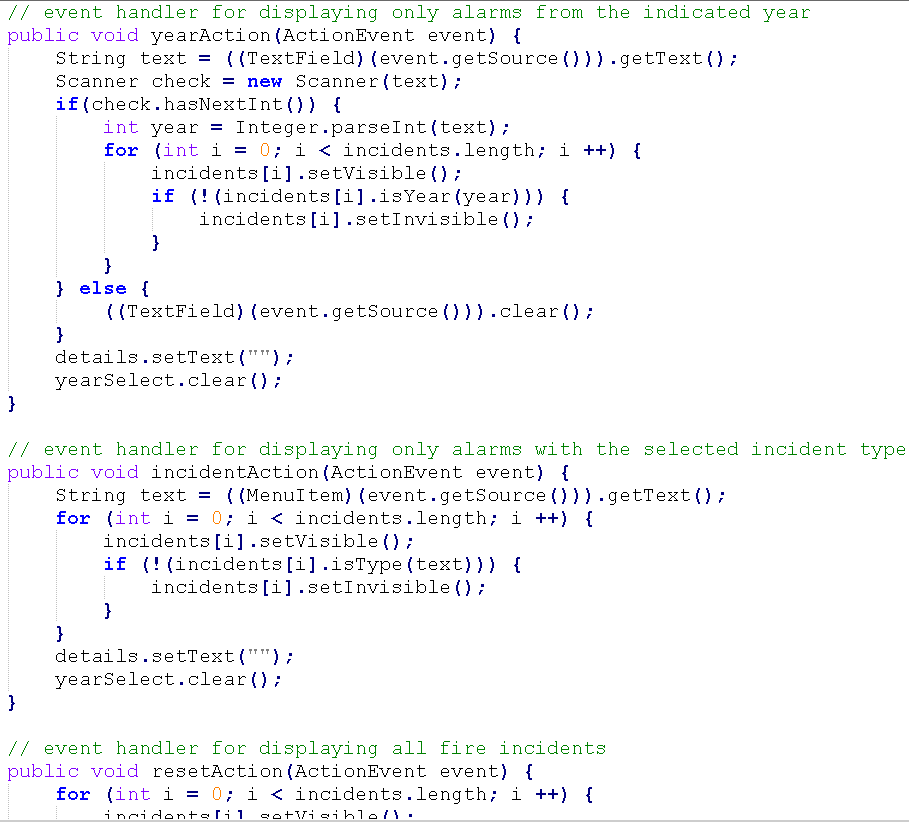 // event handler for displaying only alarms from the indicated year
public void yearAction(ActionEvent event) {
    String text = ((TextField)(event.getSource())).getText();
    Scanner check = new Scanner(text);
    if(check.hasNextInt()) {
        int year = Integer.parseInt(text);
        for (int i = 0; i < incidents.length; i ++) {
            incidents[i].setVisible();
            if (!(incidents[i].isYear(year))) {
                incidents[i].setInvisible();
            }
        }
    } else {
        ((TextField)(event.getSource())).clear();
    }
    details.setText("");
    yearSelect.clear();
}

// event handler for displaying only alarms with the selected incident type
public void incidentAction(ActionEvent event) {
    String text = ((MenuItem)(event.getSource())).getText();
    for (int i = 0; i < incidents.length; i ++) {
        incidents[i].setVisible();
        if (!(incidents[i].isType(text))) {
            incidents[i].setInvisible();
        }
    }
    details.setText("");
    yearSelect.clear();
}

// event handler for displaying all fire incidents
public void resetAction(ActionEvent event) {
    for (int i = 0; i < incidents.length; i ++) {
        incidents[i].setVisible();